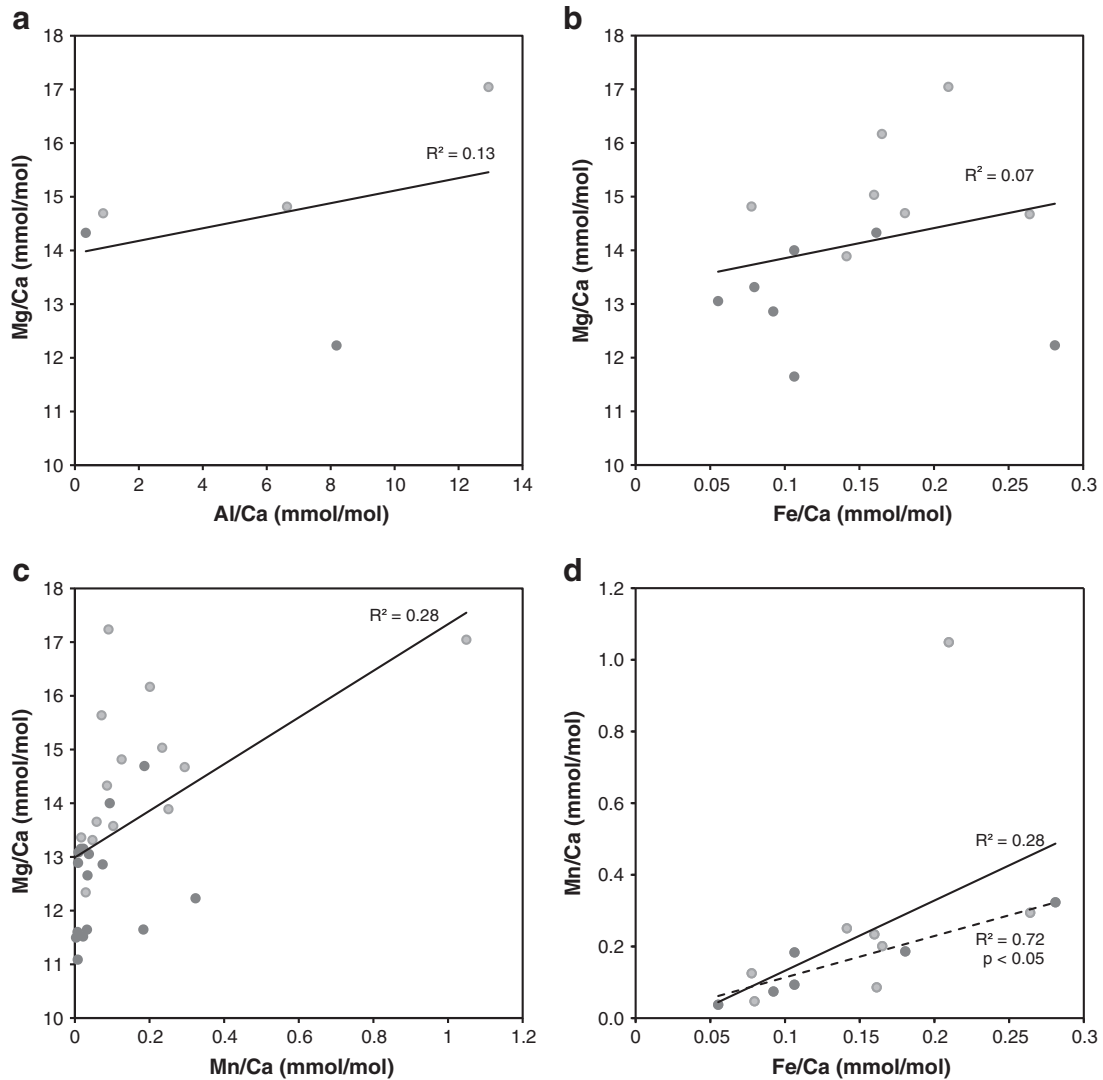 a
18
17
16
15
14
13
12
11
10
Mg/Ca (mmol/mol)
R² = 0.13
0 2 4 6 8 10 12 14
Al/Ca (mmol/mol)
b
18
17
16
15
14
13
12
11
10
Mg/Ca (mmol/mol)
R² = 0.07
0 0.05 0.1 0.15 0.2 0.25 0.3
Fe/Ca (mmol/mol)
c
18
17
16
15
14
13
12
11
10
Mg/Ca (mmol/mol)
R² = 0.28
0 0.2 0.4 0.6 0.8 1 1.2
Mn/Ca (mmol/mol)
d
1.2
1.0
0.8
0.6
0.4
0.2
0.0
Mn/Ca (mmol/mol)
R² = 0.28
R² = 0.72
p < 0.05
0 0.05 0.1 0.15 0.2 0.25 0.3
Fe/Ca (mmol/mol)